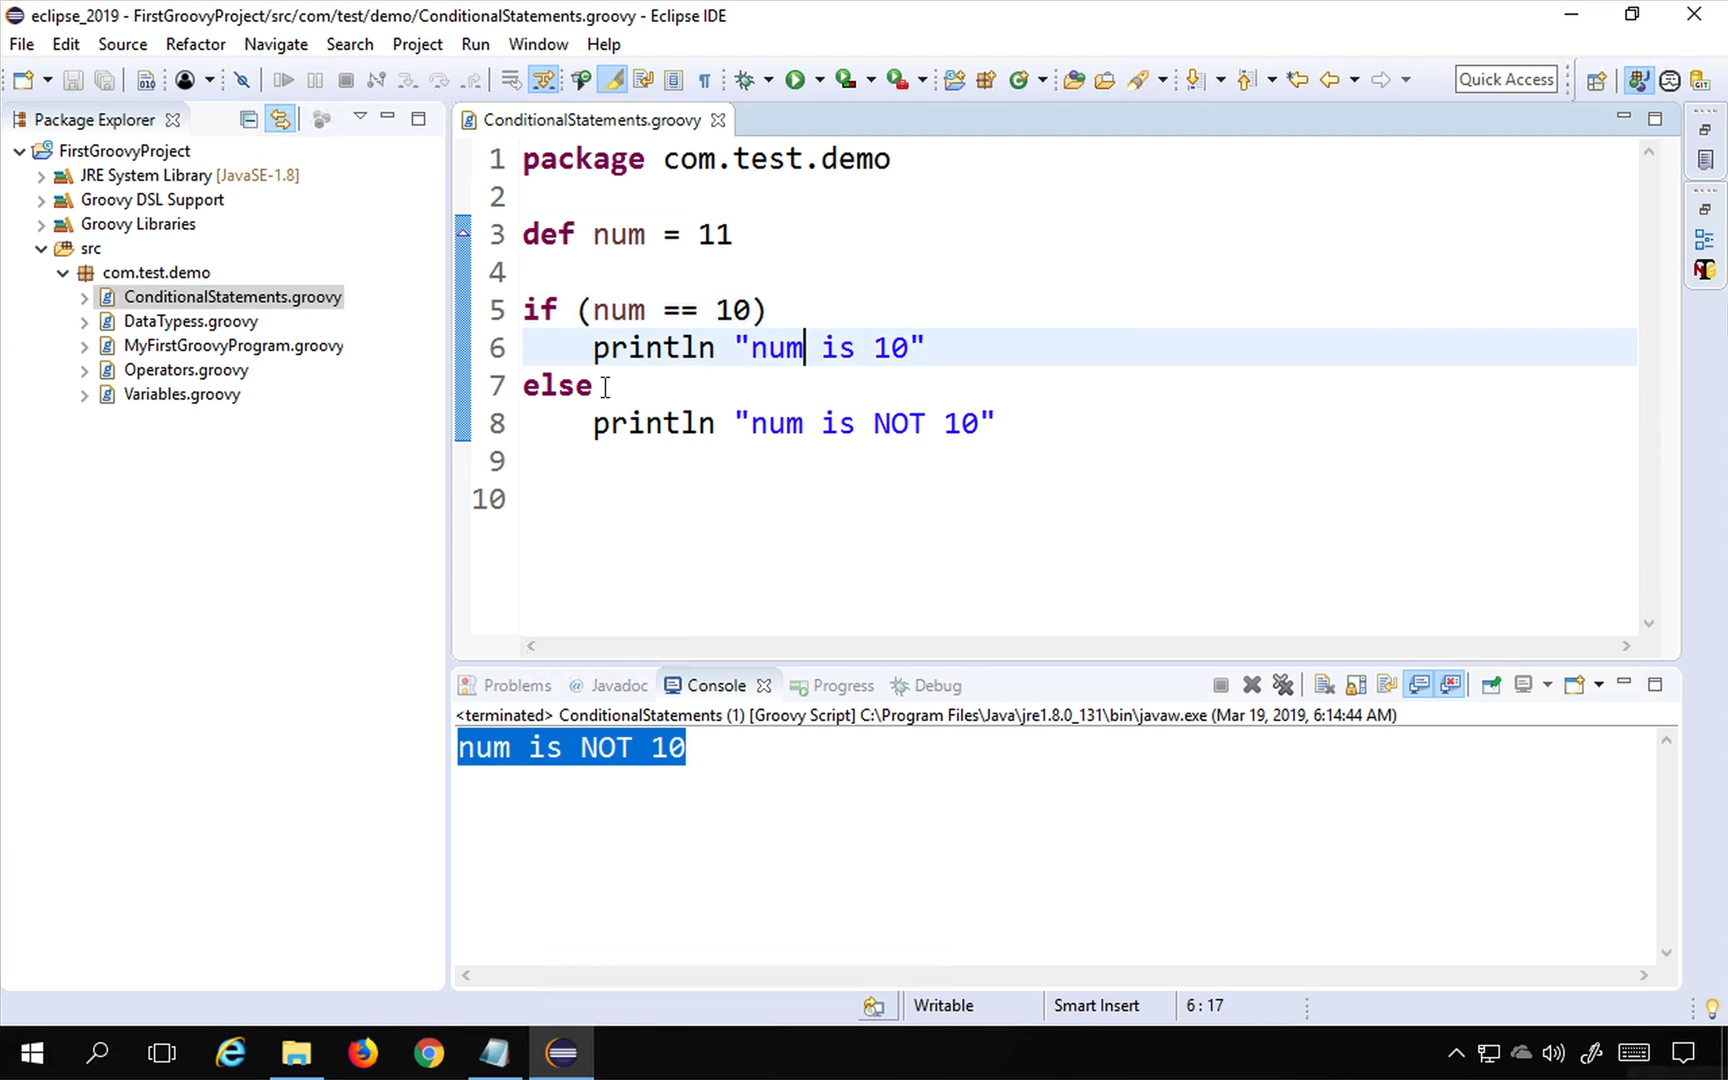 eclipse_2019 - FirstGroovyProject/src/com/test/demo/ConditionalStatements.groovy - Eclipse IDE
File Edit Source Refactor Navigate Search Project Run Window Help
Quick Access
Package Explorer
FirstGroovyProject
JRE System Library [JavaSE-1.8]
Groovy DSL Support
Groovy Libraries
src
com.test.demo
ConditionalStatements.groovy
DataTypess.groovy
MyFirstGroovyProgram.groovy
Operators.groovy
Variables.groovy
ConditionalStatements.groovy
1 package com.test.demo
2
3 def num = 11
4
5 if (num == 10)
6 println "num is 10"
7 else
8 println "num is NOT 10"
9
10
Problems @ Javadoc Console Progress Debug
<terminated> ConditionalStatements (1) [Groovy Script] C:\Program Files\Java\jre1.8.0_131\bin\javaw.exe (Mar 19, 2019, 6:14:44 AM)
num is NOT 10
Writable Smart Insert 6 : 17